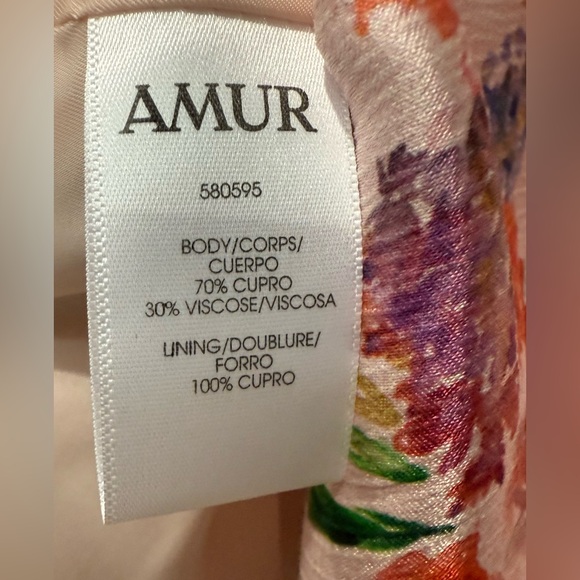 AMUR
580595
BODY/CORPS/
CUERPO
70% CUPRO
30% VISCOSE/VISCOSA
LINING/DOUBLURE/
FORRO
100% CUPRO